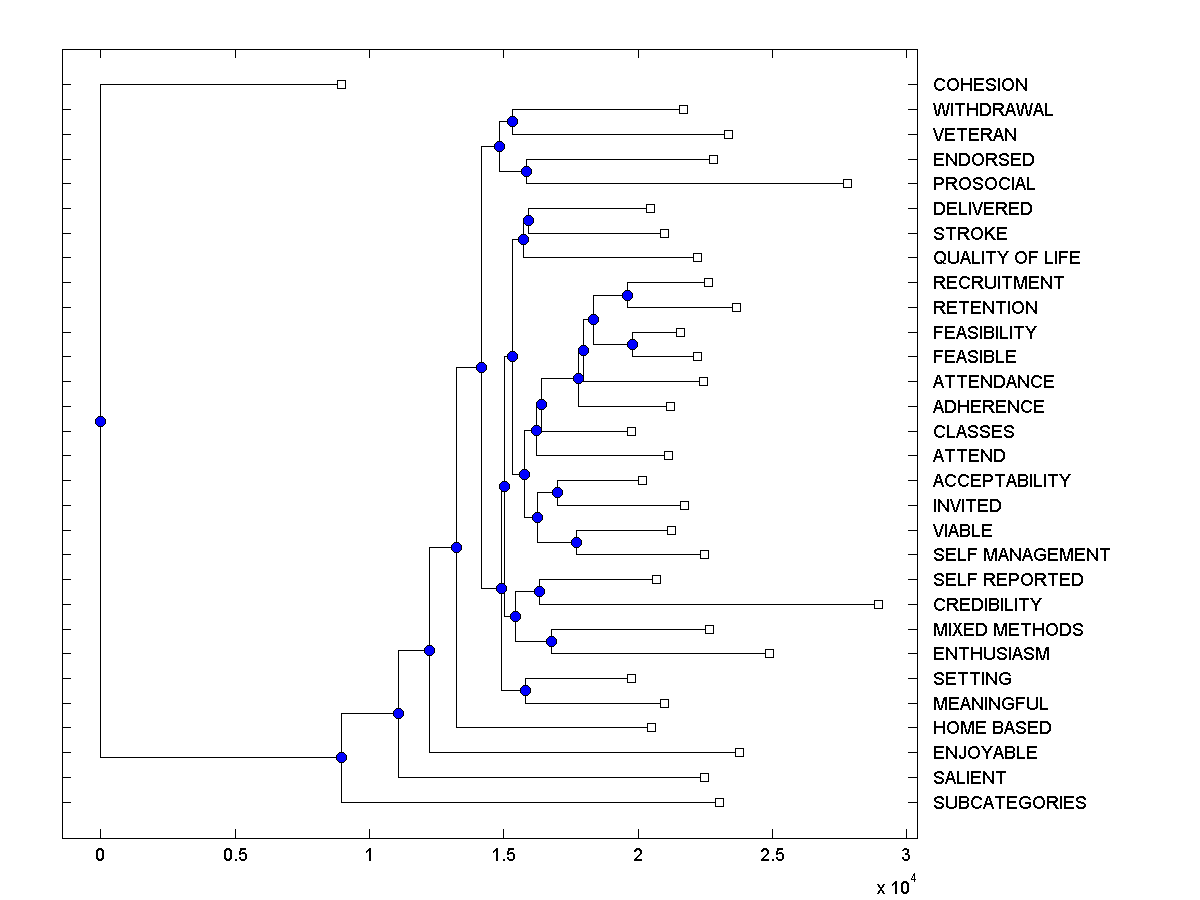 COHESION
WITHDRAWAL
VETERAN
ENDORSED
PROSOCIAL
DELIVERED
STROKE
QUALITY OF LIFE
RECRUITMENT
RETENTION
FEASIBILITY
FEASIBLE
ATTENDANCE
ADHERENCE
CLASSES
ATTEND
ACCEPTABILITY
INVITED
VIABLE
SELF MANAGEMENT
SELF REPORTED
CREDIBILITY
MIXED METHODS
ENTHUSIASM
SETTING
MEANINGFUL
HOME BASED
ENJOYABLE
SALIENT
SUBCATEGORIES
0 0.5 1 1.5 2 2.5 3
x 10^4